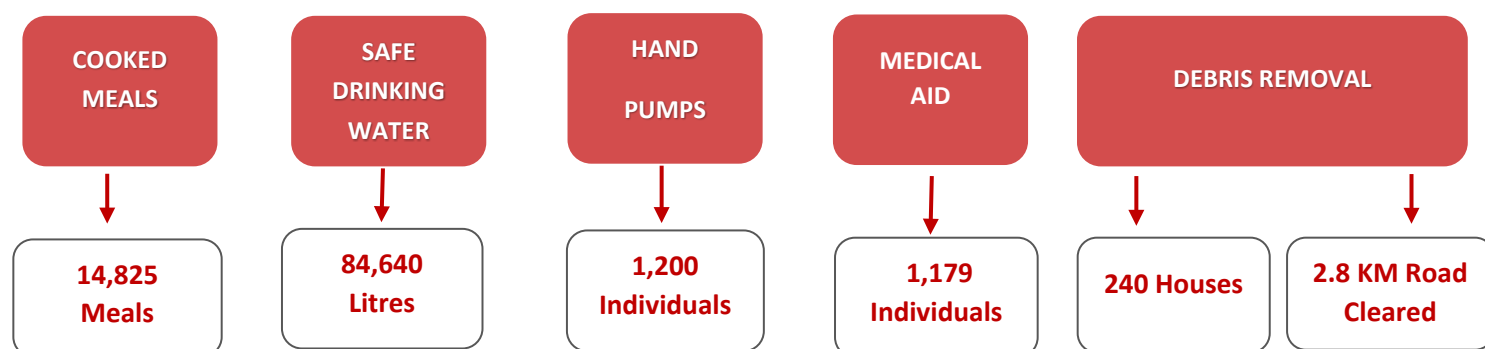 COOKED
MEALS
SAFE
DRINKING
WATER
HAND
PUMPS
MEDICAL
AID
DEBRIS REMOVAL
14,825
Meals
84,640
Litres
1,200
Individuals
1,179
Individuals
240 Houses
2.8 KM Road
Cleared